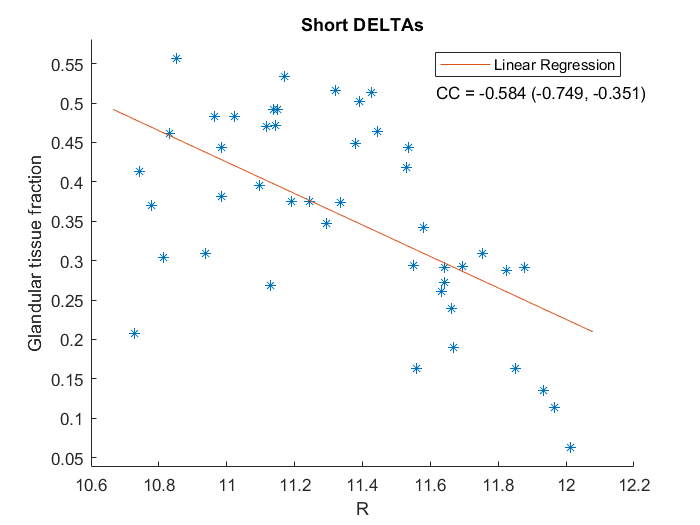 Short DELTAs
Linear Regression
CC = -0.584 (-0.749, -0.351)
Glandular tissue fraction
0.55
0.5
0.45
0.4
0.35
0.3
0.25
0.2
0.15
0.1
0.05
10.6 10.8 11 11.2 11.4 11.6 11.8 12 12.2
R